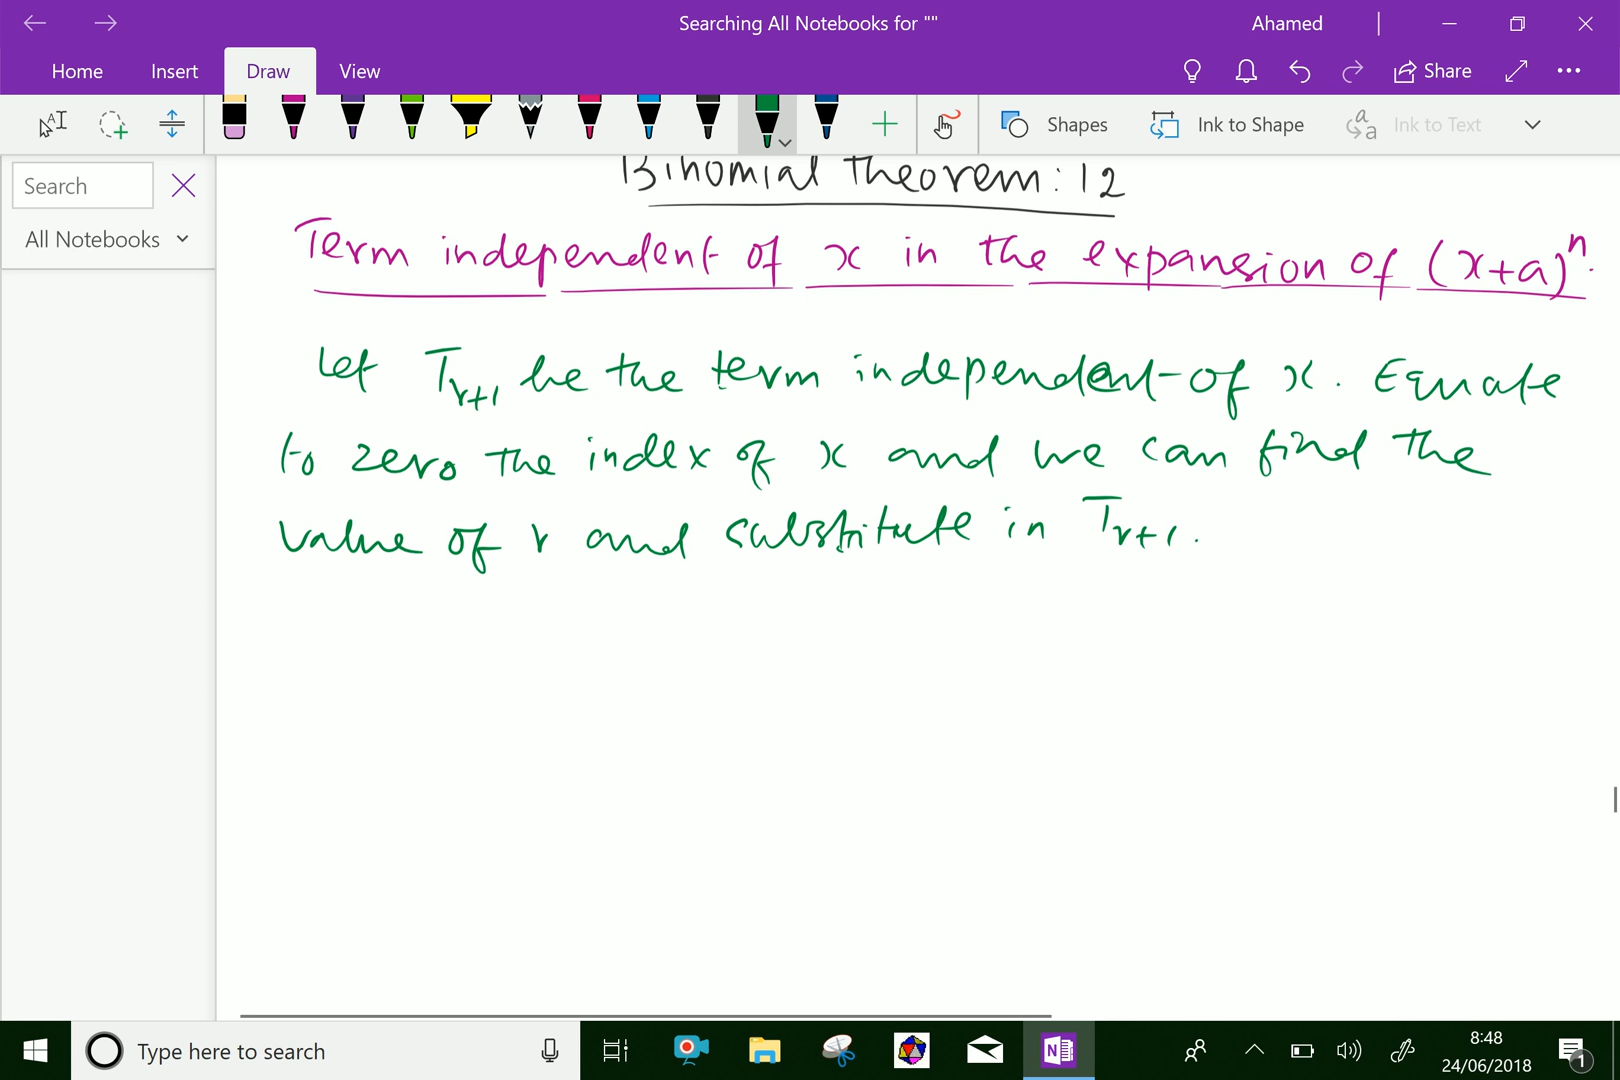 Searching All Notebooks for ""
Ahamed
Home
Insert
Draw
View
Share
Shapes
Ink to Shape
Ink to Text
Search
All Notebooks
Binomial Theorem: 12
Term independent of x in the expansion of (x+a)^n.
Let T_{r+1} be the term independent of x. Equate
to zero the index of x and we can find the
value of r and substitute in T_{r+1}.
Type here to search
8:48
24/06/2018
1